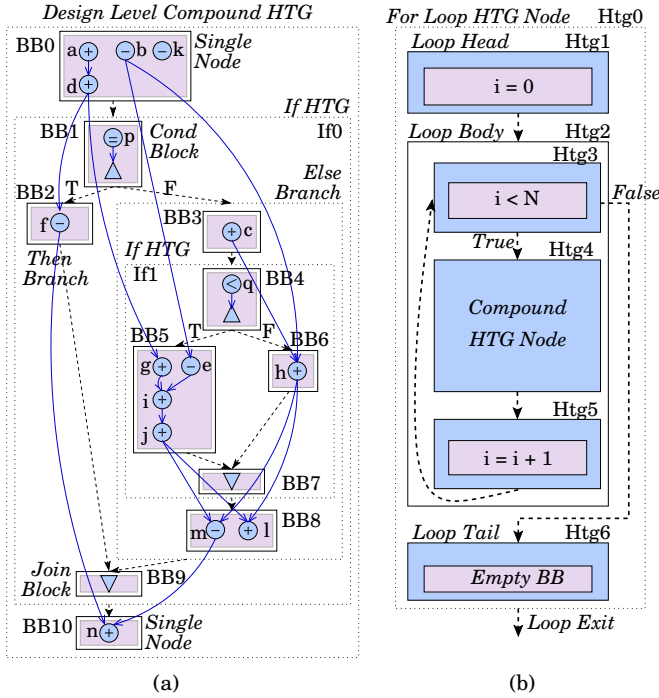 Design Level Compound HTG
BB0 a + - b - k Single
Node
d +
If HTG
BB1 = p Cond
Block If0
Else
Branch
BB2 T F
f -
Then
Branch
BB3 + c
If HTG
If1 < q BB4
T F
BB5 BB6
g + - e h +
i +
j +
BB7
m - + l BB8
Join
Block BB9
BB10 n + Single
Node
(a)
For Loop HTG Node Htg0
Loop Head Htg1
i = 0
Loop Body Htg2
Htg3
i < N False
True Htg4
Compound
HTG Node
Htg5
i = i + 1
Loop Tail Htg6
Empty BB
Loop Exit
(b)